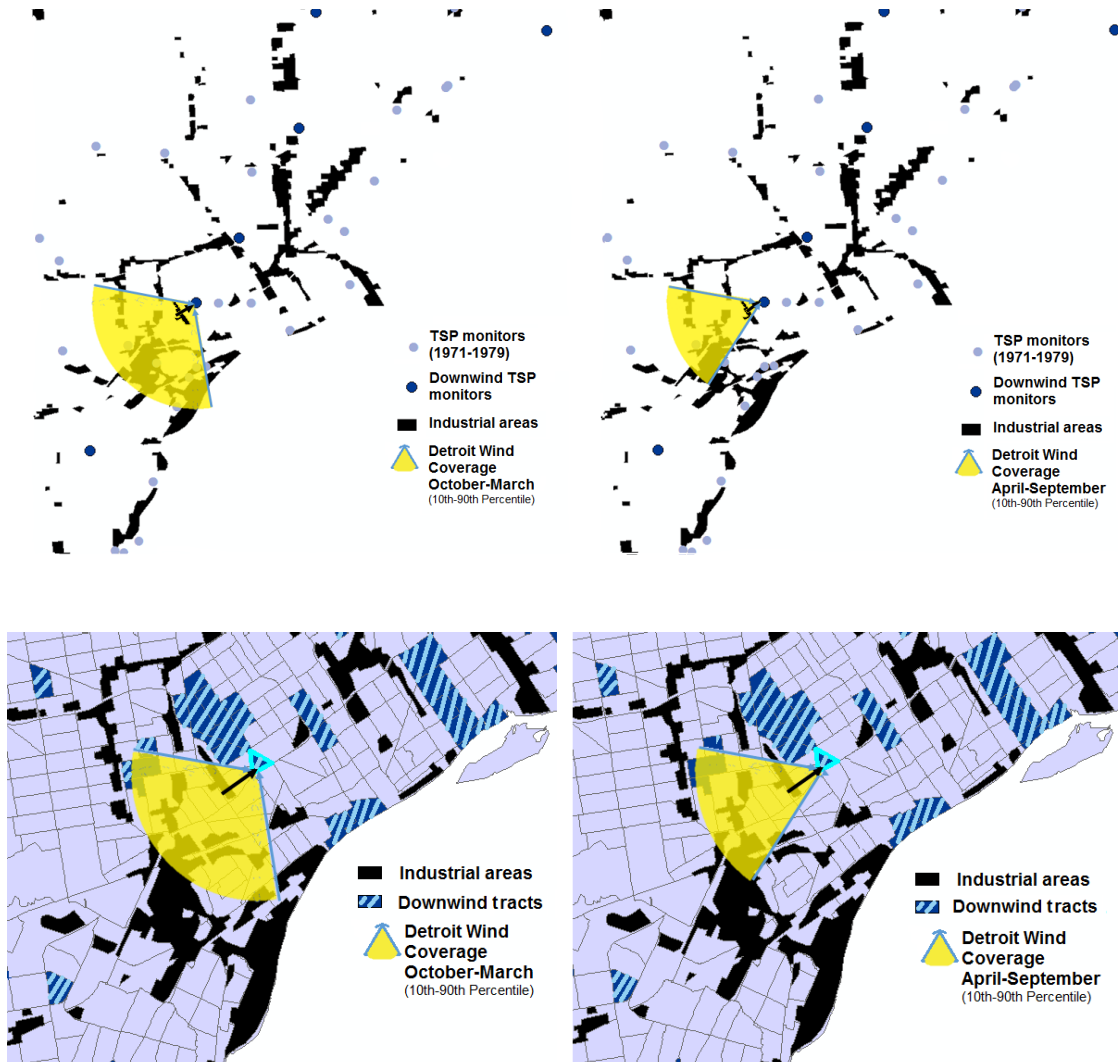 TSP monitors
(1971-1979)
Downwind TSP
monitors
Industrial areas
Detroit Wind
Coverage
October-March
(10th-90th Percentile)
TSP monitors
(1971-1979)
Downwind TSP
monitors
Industrial areas
Detroit Wind
Coverage
April-September
(10th-90th Percentile)
Industrial areas
Downwind tracts
Detroit Wind
Coverage
October-March
(10th-90th Percentile)
Industrial areas
Downwind tracts
Detroit Wind
Coverage
April-September
(10th-90th Percentile)